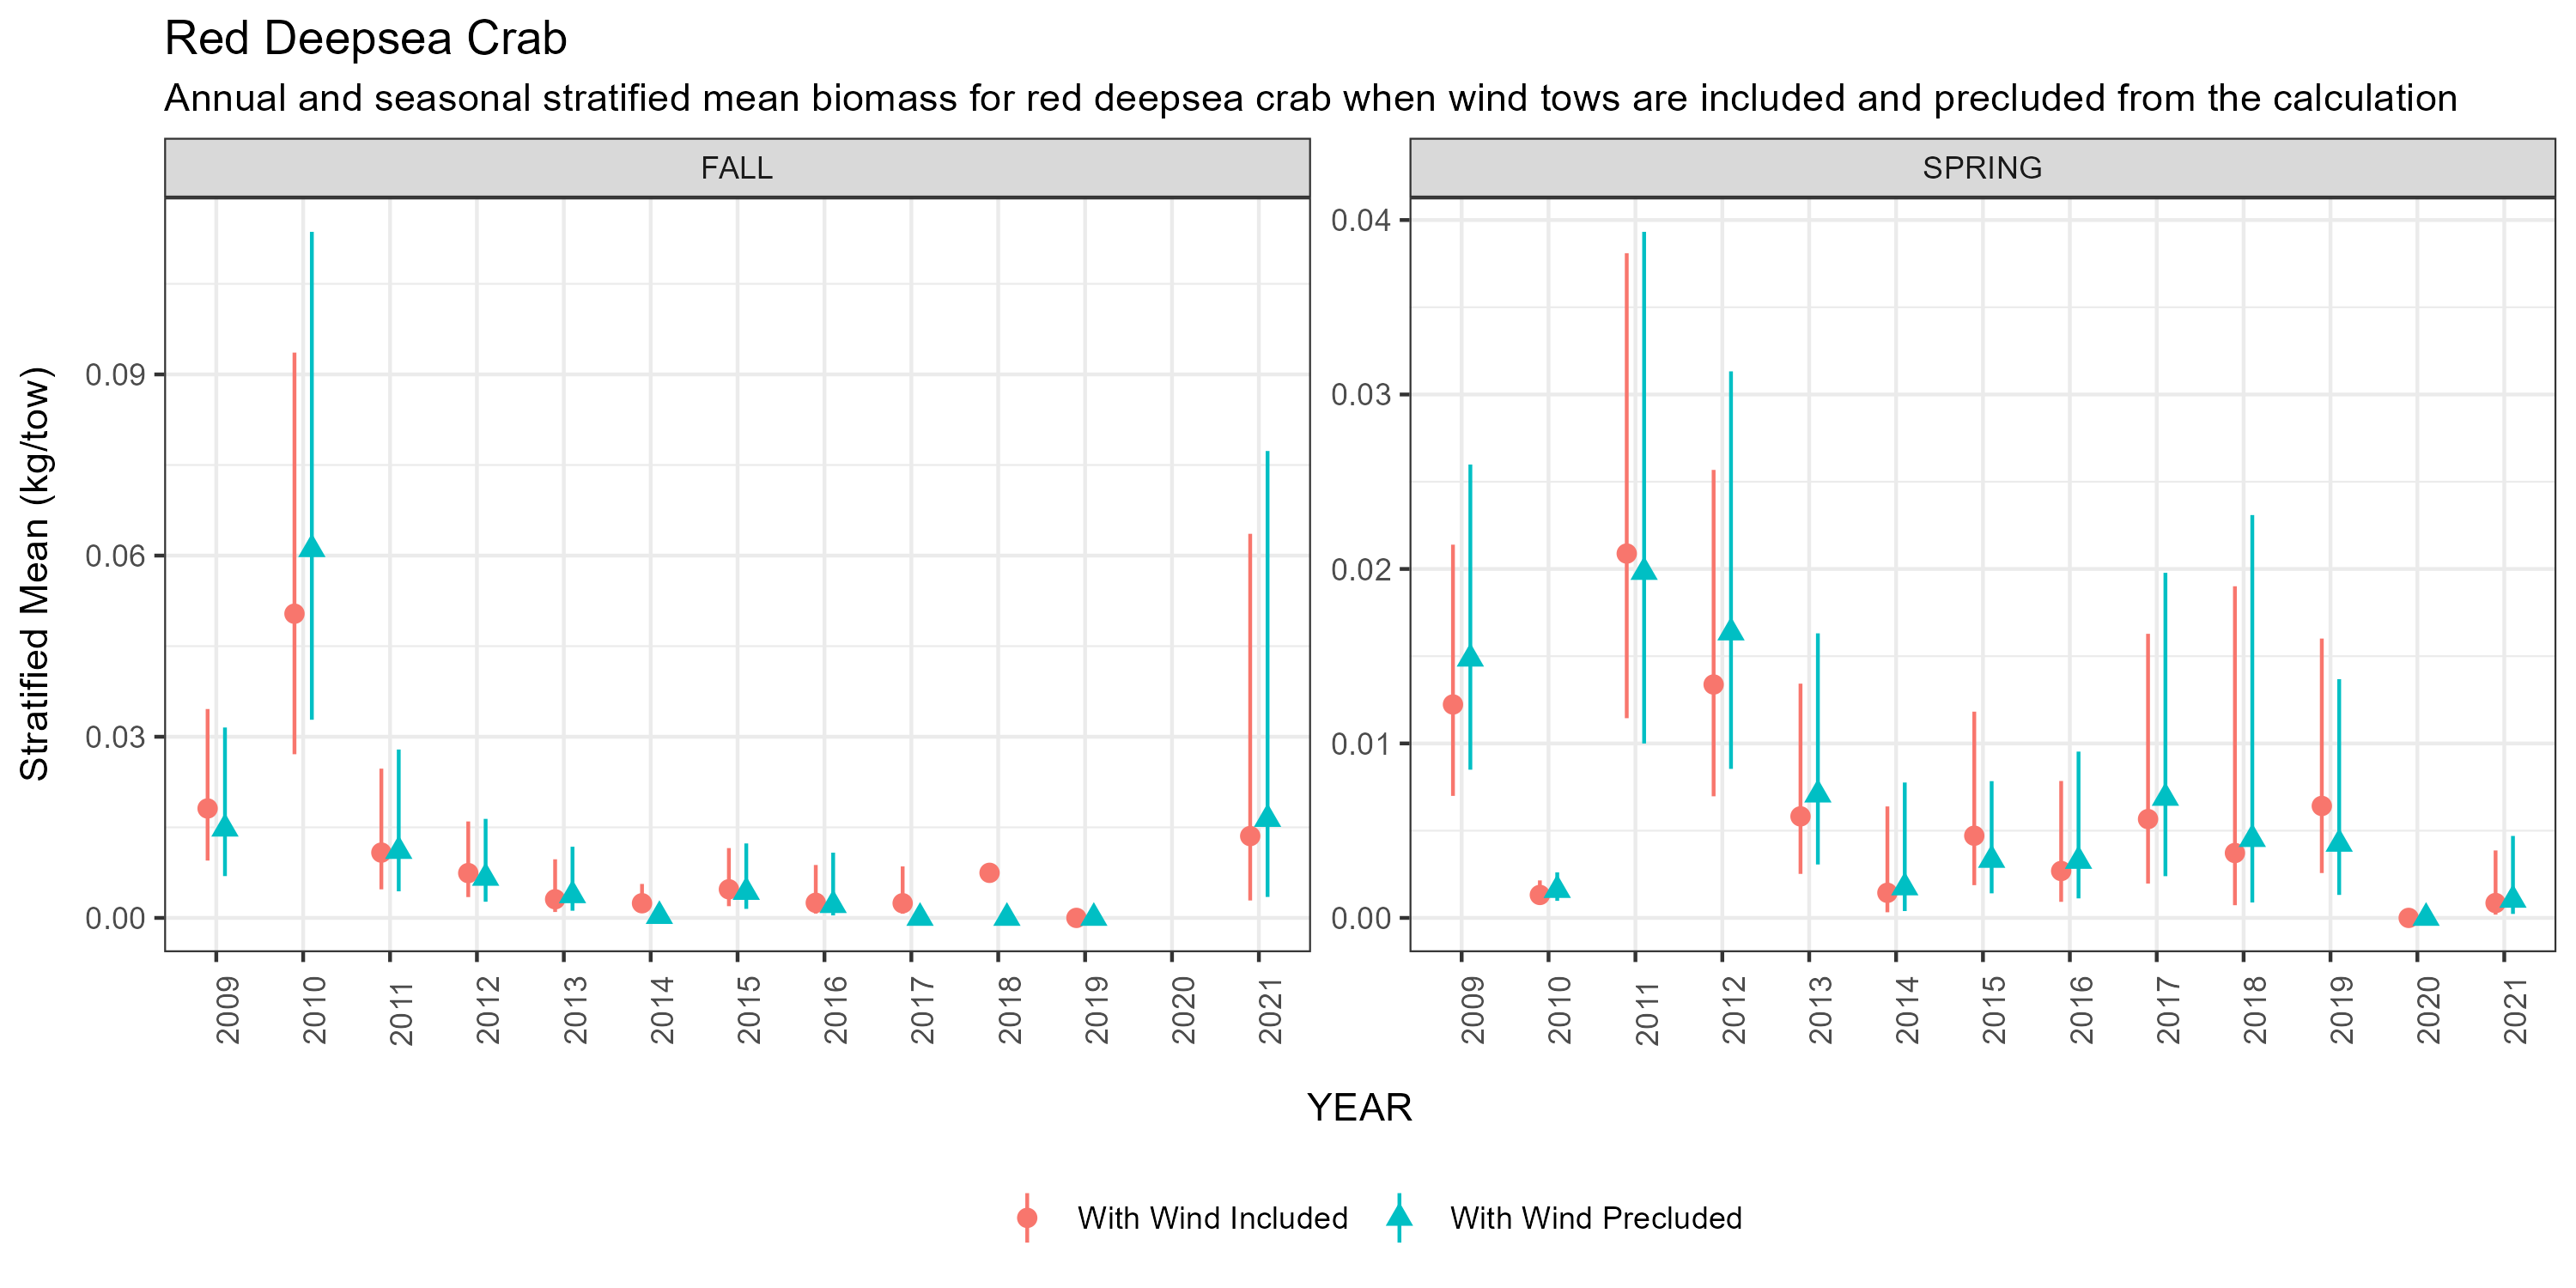 Red Deepsea Crab
Annual and seasonal stratified mean biomass for red deepsea crab when wind tows are included and precluded from the calculation
FALL
SPRING
Stratified Mean (kg/tow)
0.09
0.06
0.03
0.00
0.04
0.03
0.02
0.01
0.00
2009 2010 2011 2012 2013 2014 2015 2016 2017 2018 2019 2020 2021
2009 2010 2011 2012 2013 2014 2015 2016 2017 2018 2019 2020 2021
YEAR
With Wind Included
With Wind Precluded